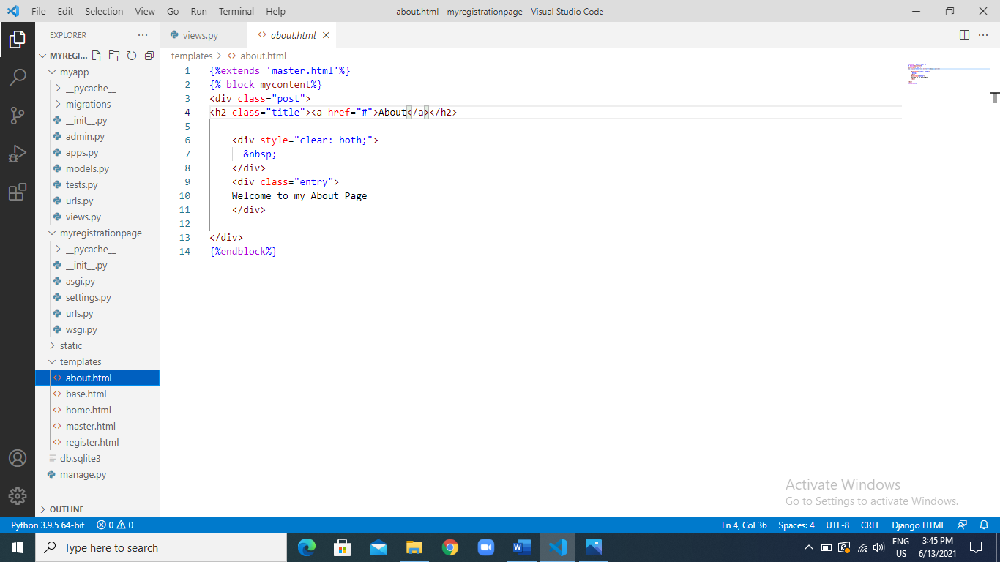 File Edit Selection View Go Run Terminal Help
about.html - myregistrationpage - Visual Studio Code
EXPLORER
views.py
about.html
MYREGI...
templates > about.html
myapp
__pycache__
migrations
__init__.py
admin.py
apps.py
models.py
tests.py
urls.py
views.py
myregistrationpage
__pycache__
__init__.py
asgi.py
settings.py
urls.py
wsgi.py
static
templates
about.html
base.html
home.html
master.html
register.html
db.sqlite3
manage.py
OUTLINE
1 {%extends 'master.html'%}
2 {% block mycontent%}
3 <div class="post">
4 <h2 class="title"><a href="#">About</a></h2>
5
6 <div style="clear: both;">
7 &nbsp;
8 </div>
9 <div class="entry">
10 Welcome to my About Page
11 </div>
12
13 </div>
14 {%endblock%}
Activate Windows
Go to Settings to activate Windows.
Python 3.9.5 64-bit 0 0 Ln 4, Col 36 Spaces: 4 UTF-8 CRLF Django HTML
Type here to search
ENG
US
3:45 PM
6/13/2021